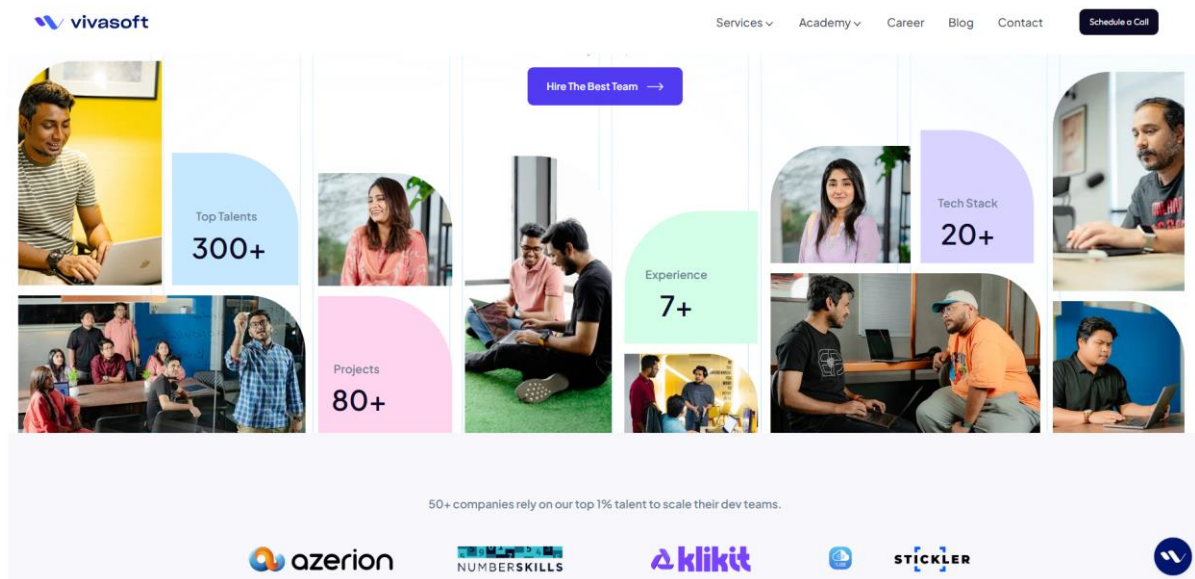 vivasoft
Services
Academy
Career
Blog
Contact
Schedule a Call
Hire The Best Team
Top Talents
300+
Projects
80+
Experience
7+
Tech Stack
20+
50+ companies rely on our top 1% talent to scale their dev teams.
azerion
NUMBERSKILLS
klikit
STICKLER